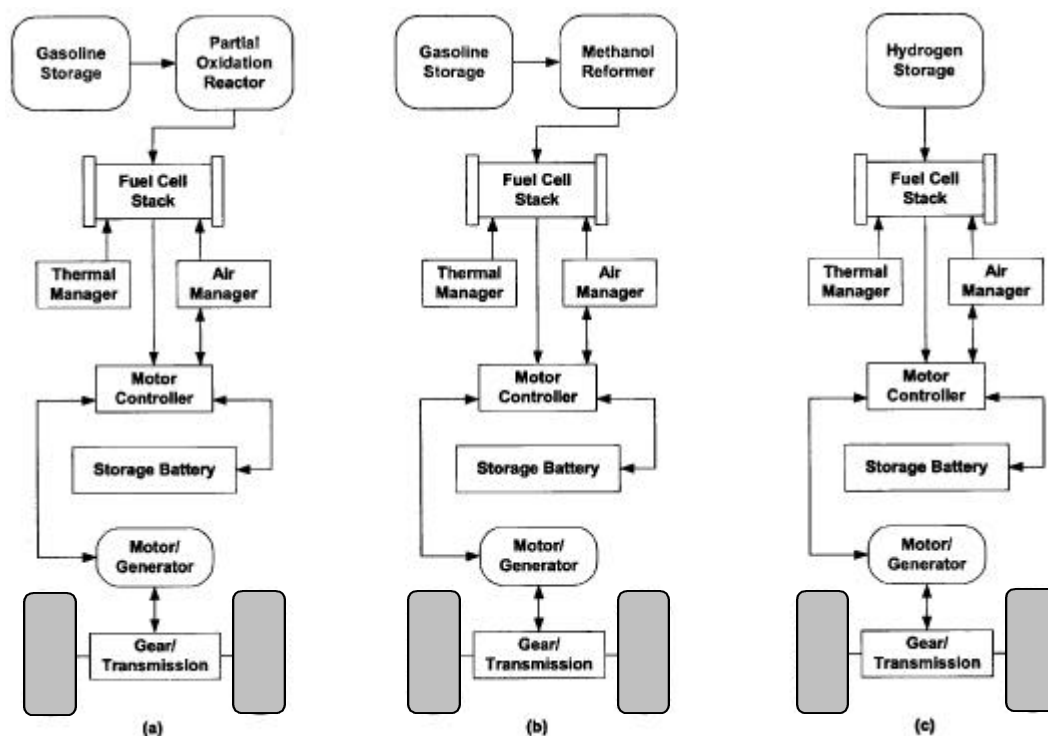 Gasoline
Storage
Partial
Oxidation
Reactor
Fuel Cell
Stack
Thermal
Manager
Air
Manager
Motor
Controller
Storage Battery
Motor/
Generator
Gear/
Transmission
(a)
Gasoline
Storage
Methanol
Reformer
Fuel Cell
Stack
Thermal
Manager
Air
Manager
Motor
Controller
Storage Battery
Motor/
Generator
Gear/
Transmission
(b)
Hydrogen
Storage
Fuel Cell
Stack
Thermal
Manager
Air
Manager
Motor
Controller
Storage Battery
Motor/
Generator
Gear/
Transmission
(c)